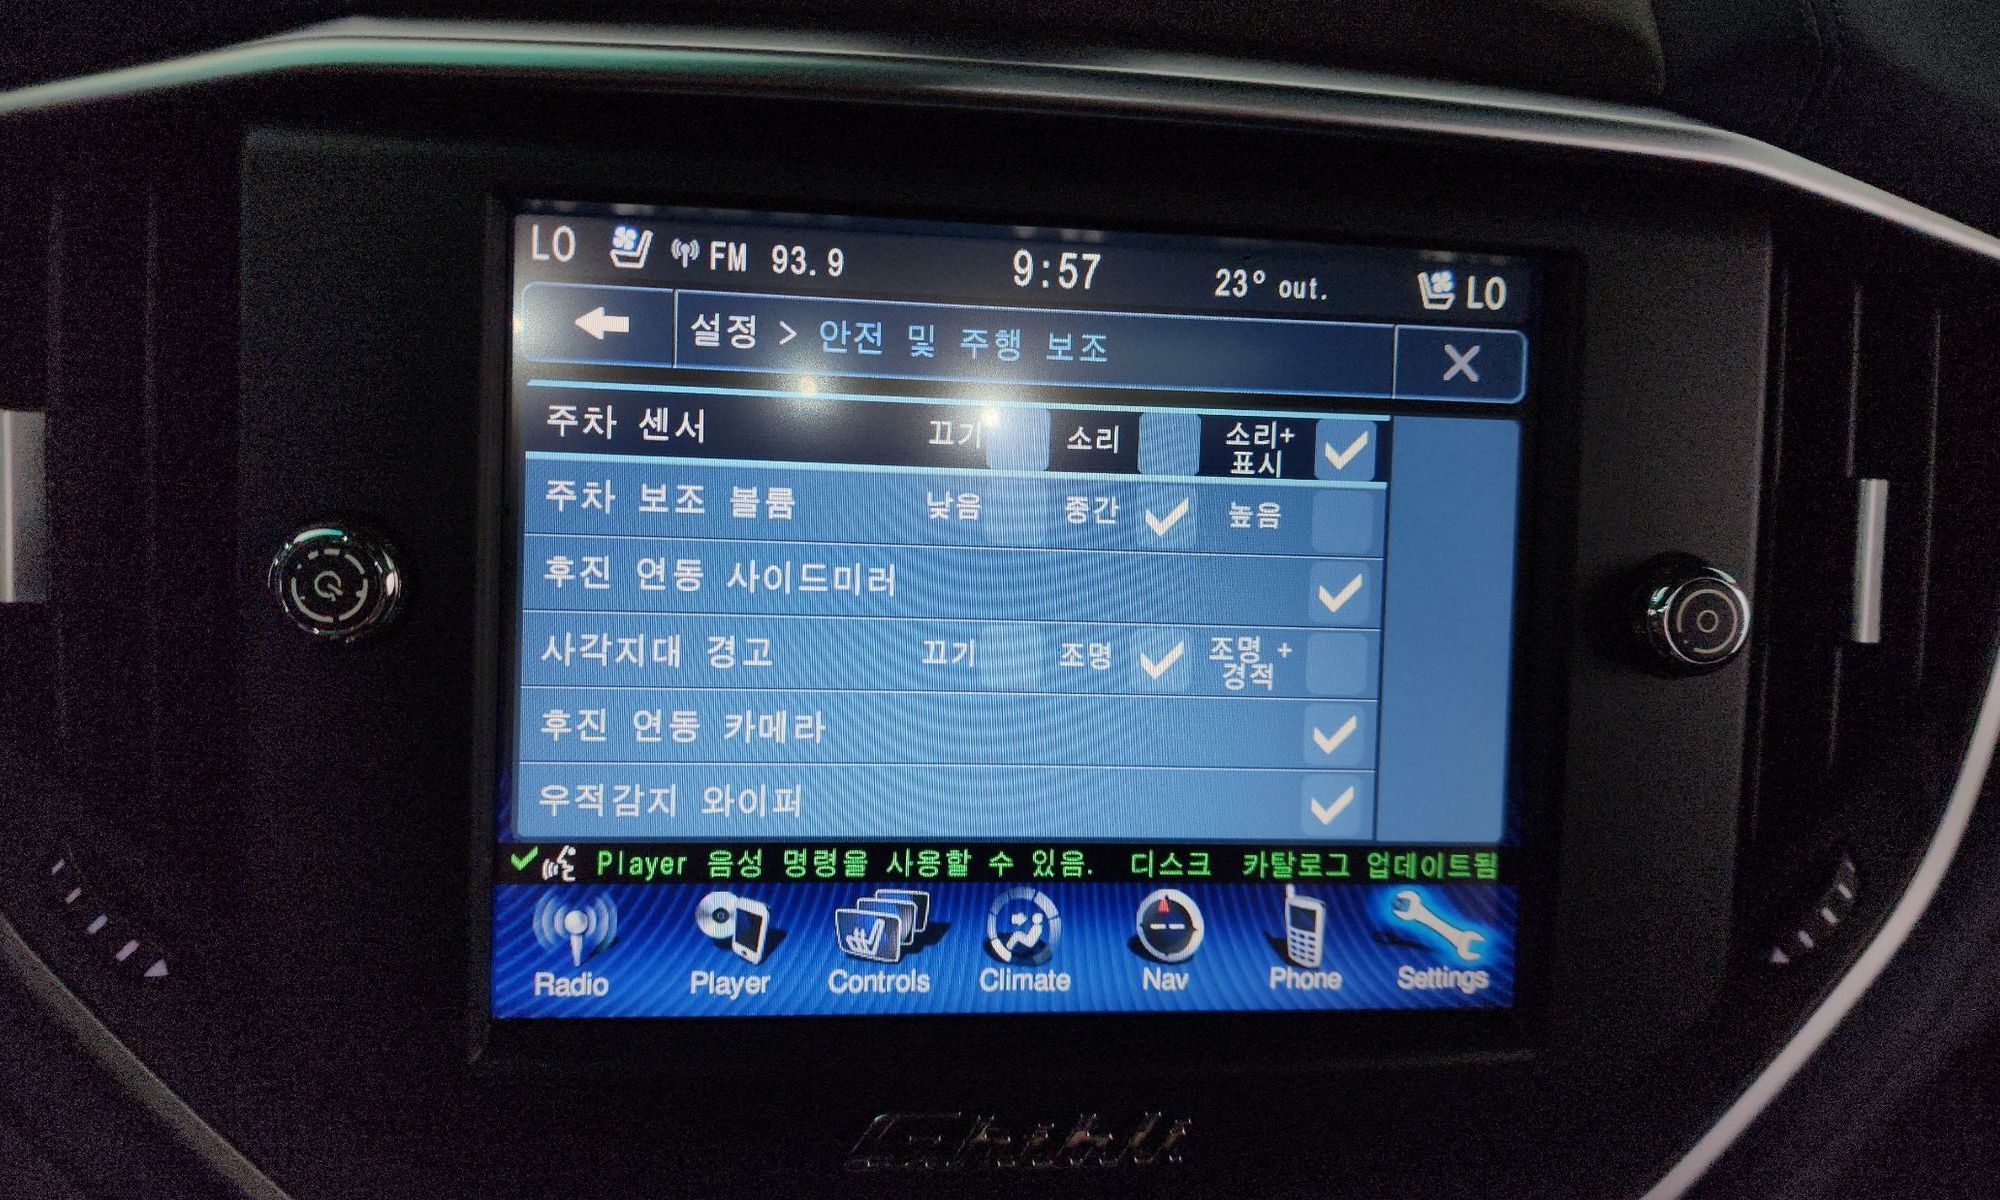 LO FM 93.9 9:57 23° out. LO
설정 > 안전 및 주행 보조
주차 센서 끄기 소리 소리+ 표시
주차 보조 볼륨 낮음 중간 높음
후진 연동 사이드미러
사각지대 경고 끄기 조명 조명 + 경적
후진 연동 카메라
우적감지 와이퍼
Player 음성 명령을 사용할 수 있음. 디스크 카탈로그 업데이트됨
Radio Player Controls Climate Nav Phone Settings
Ghibli